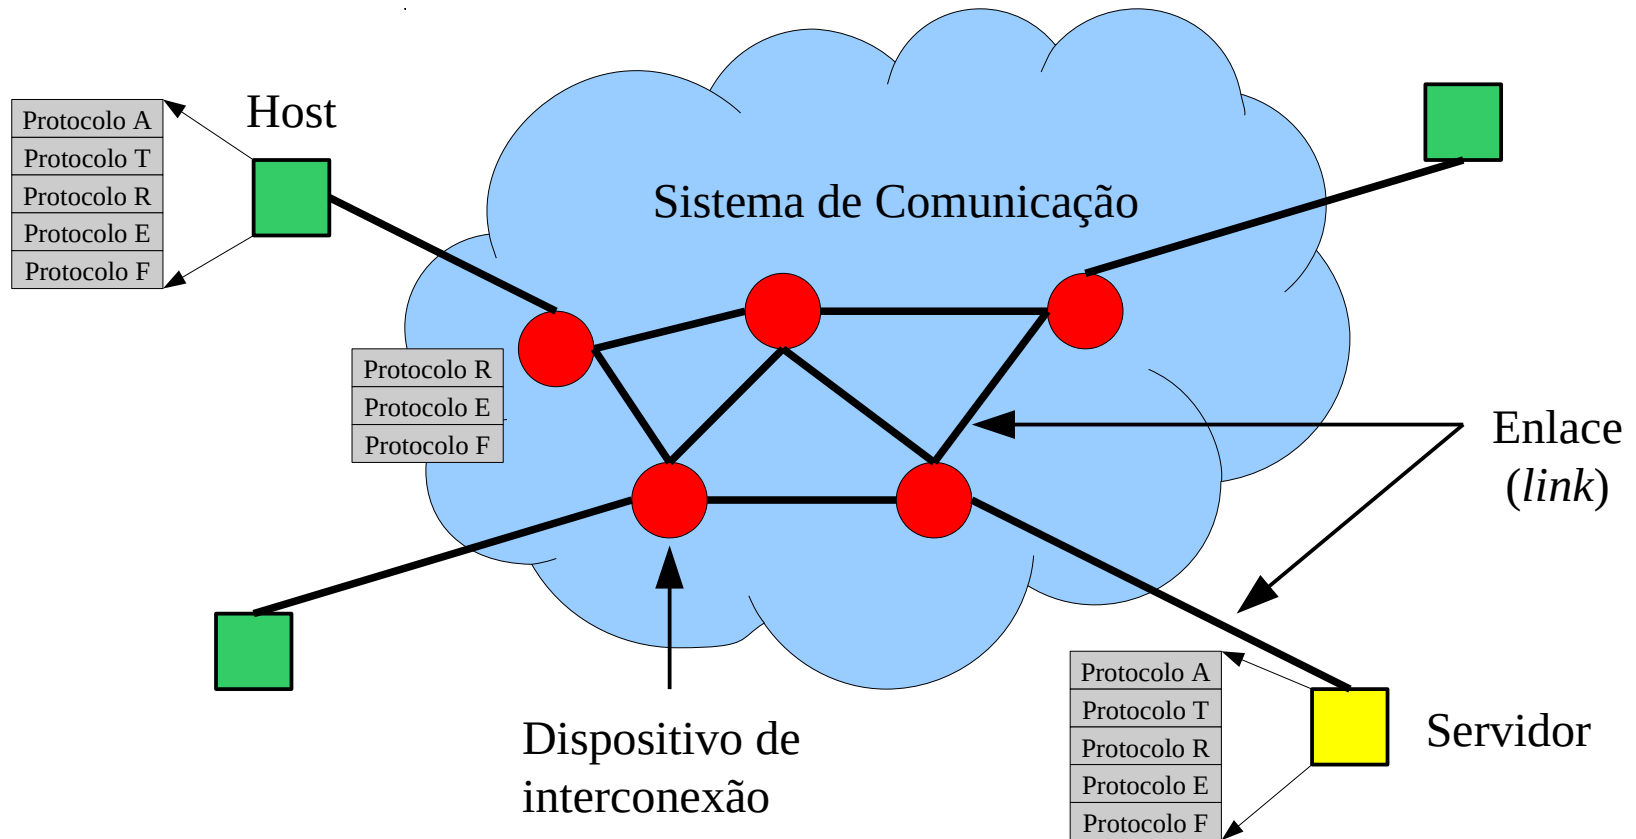 Host
Protocolo A
Protocolo T
Protocolo R
Protocolo E
Protocolo F
Sistema de Comunicação
Protocolo R
Protocolo E
Protocolo F
Enlace
(link)
Dispositivo de
interconexão
Protocolo A
Protocolo T
Protocolo R
Protocolo E
Protocolo F
Servidor